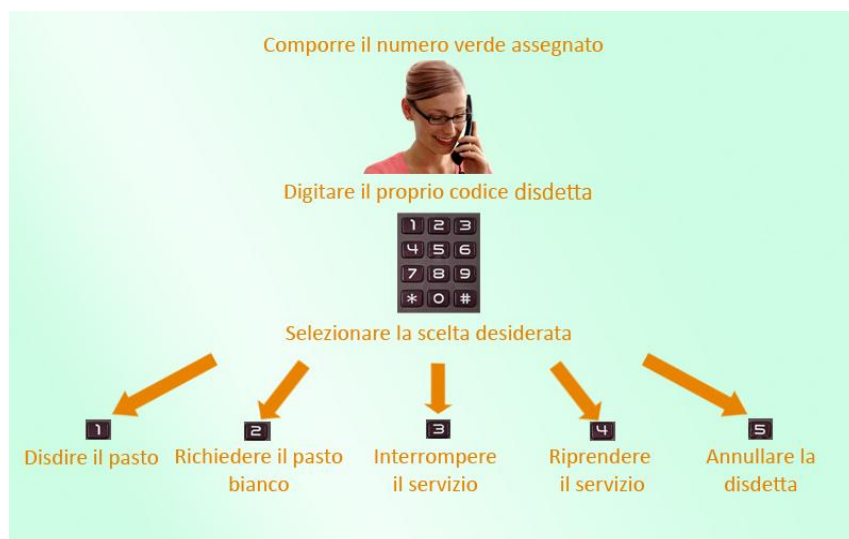 Comporre il numero verde assegnato
Digitare il proprio codice disdetta
1 2 3
4 5 6
7 8 9
* 0 #
Selezionare la scelta desiderata
1
Disdire il pasto
2
Richiedere il pasto
bianco
3
Interrompere
il servizio
4
Riprendere
il servizio
5
Annullare la
disdetta